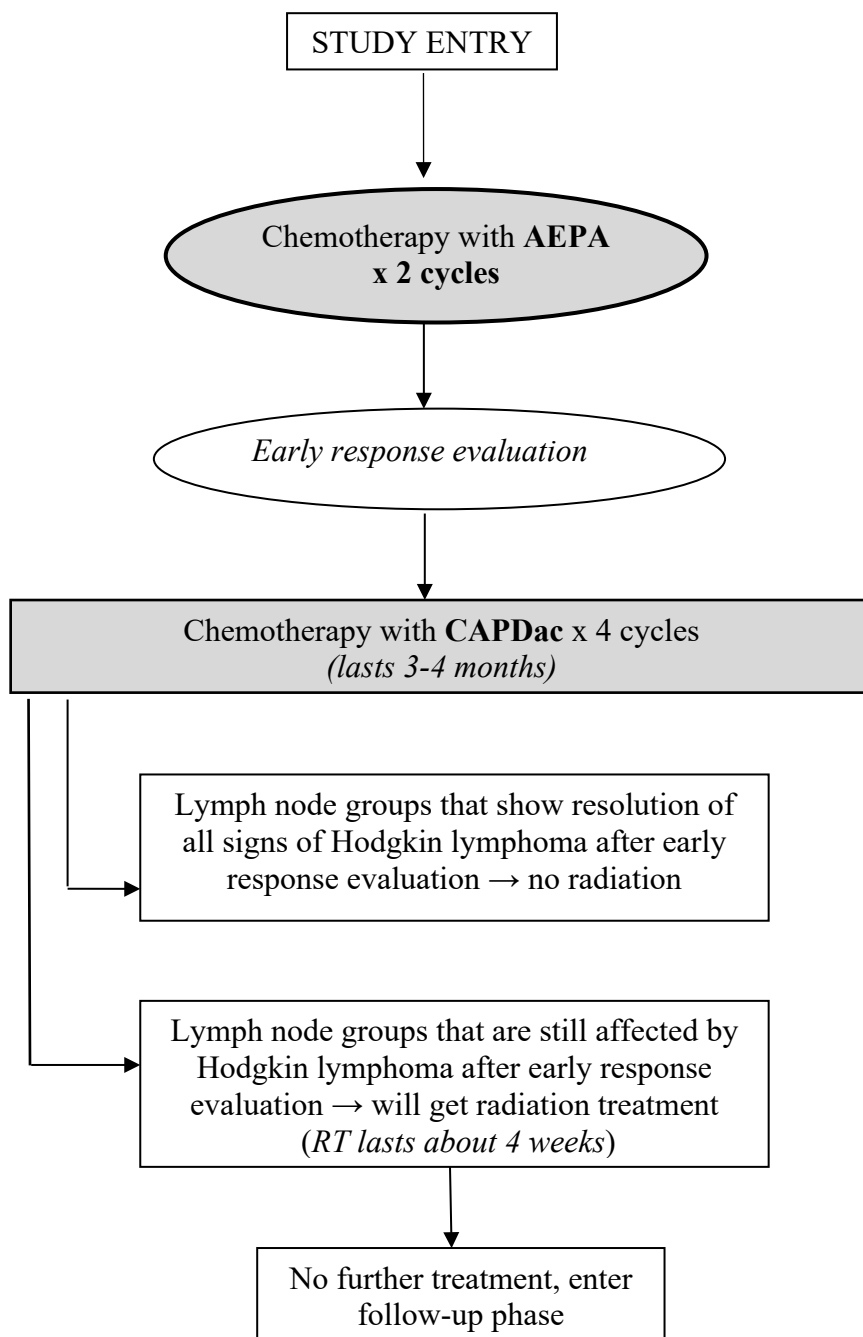 STUDY ENTRY
Chemotherapy with AEPA
x 2 cycles
Early response evaluation
Chemotherapy with CAPDac x 4 cycles
(lasts 3-4 months)
Lymph node groups that show resolution of
all signs of Hodgkin lymphoma after early
response evaluation → no radiation
Lymph node groups that are still affected by
Hodgkin lymphoma after early response
evaluation → will get radiation treatment
(RT lasts about 4 weeks)
No further treatment, enter
follow-up phase